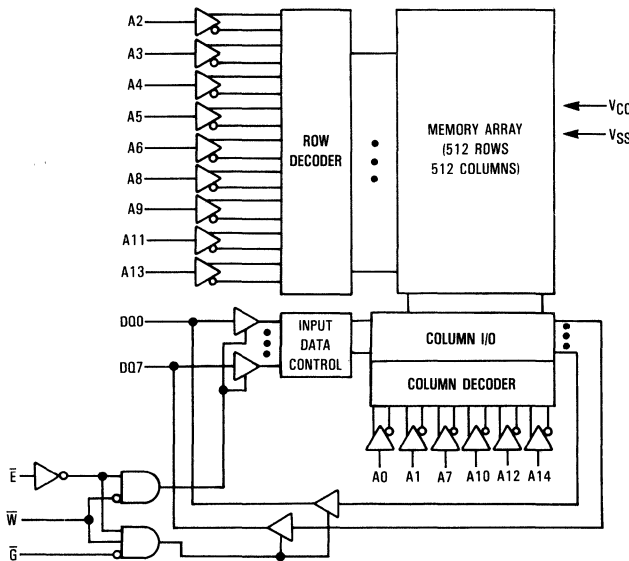 A2
A3
A4
A5
A6
A8
A9
A11
A13
ROW
DECODER
MEMORY ARRAY
(512 ROWS
512 COLUMNS)
VCC
VSS
DQ0
DQ7
INPUT
DATA
CONTROL
COLUMN I/O
COLUMN DECODER
A0 A1 A7 A10 A12 A14
E̅
W̅
G̅